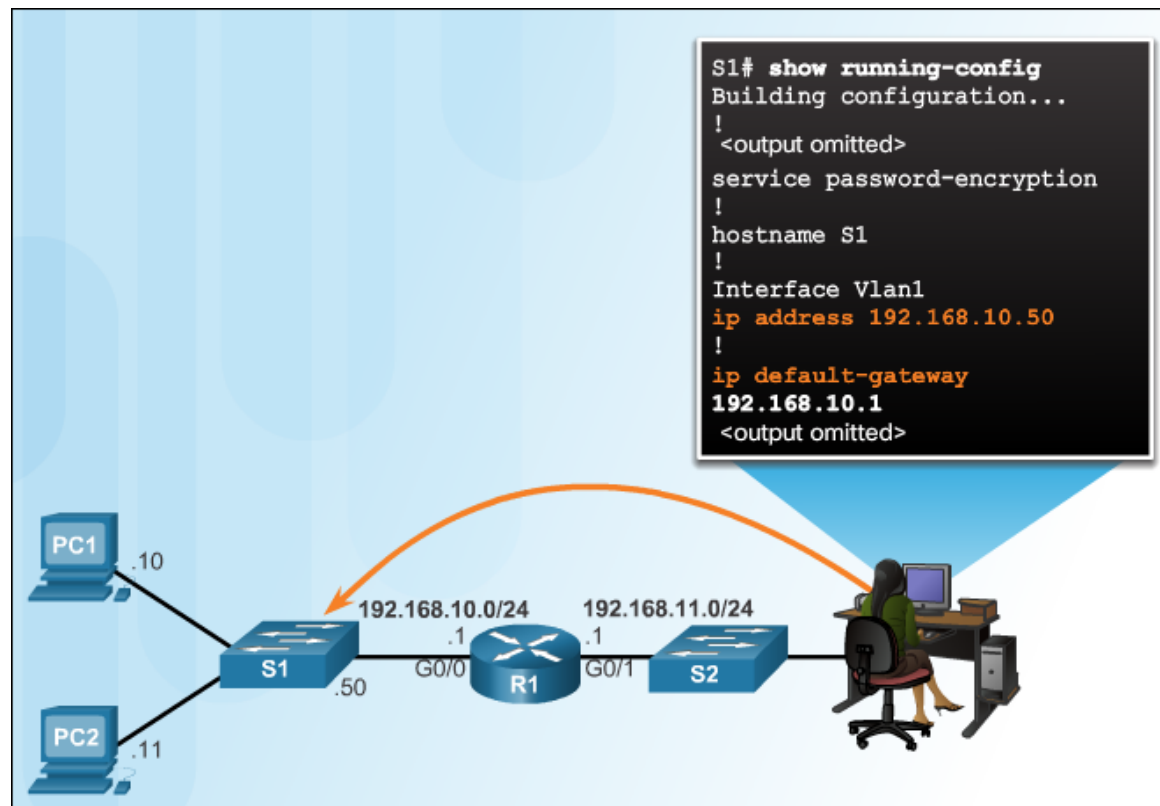 S1# show running-config
Building configuration...
!
<output omitted>
service password-encryption
!
hostname S1
!
Interface Vlan1
ip address 192.168.10.50
!
ip default-gateway
192.168.10.1
<output omitted>
PC1
.10
192.168.10.0/24
192.168.11.0/24
.1
.1
S1
G0/0
R1
G0/1
S2
.50
PC2
.11